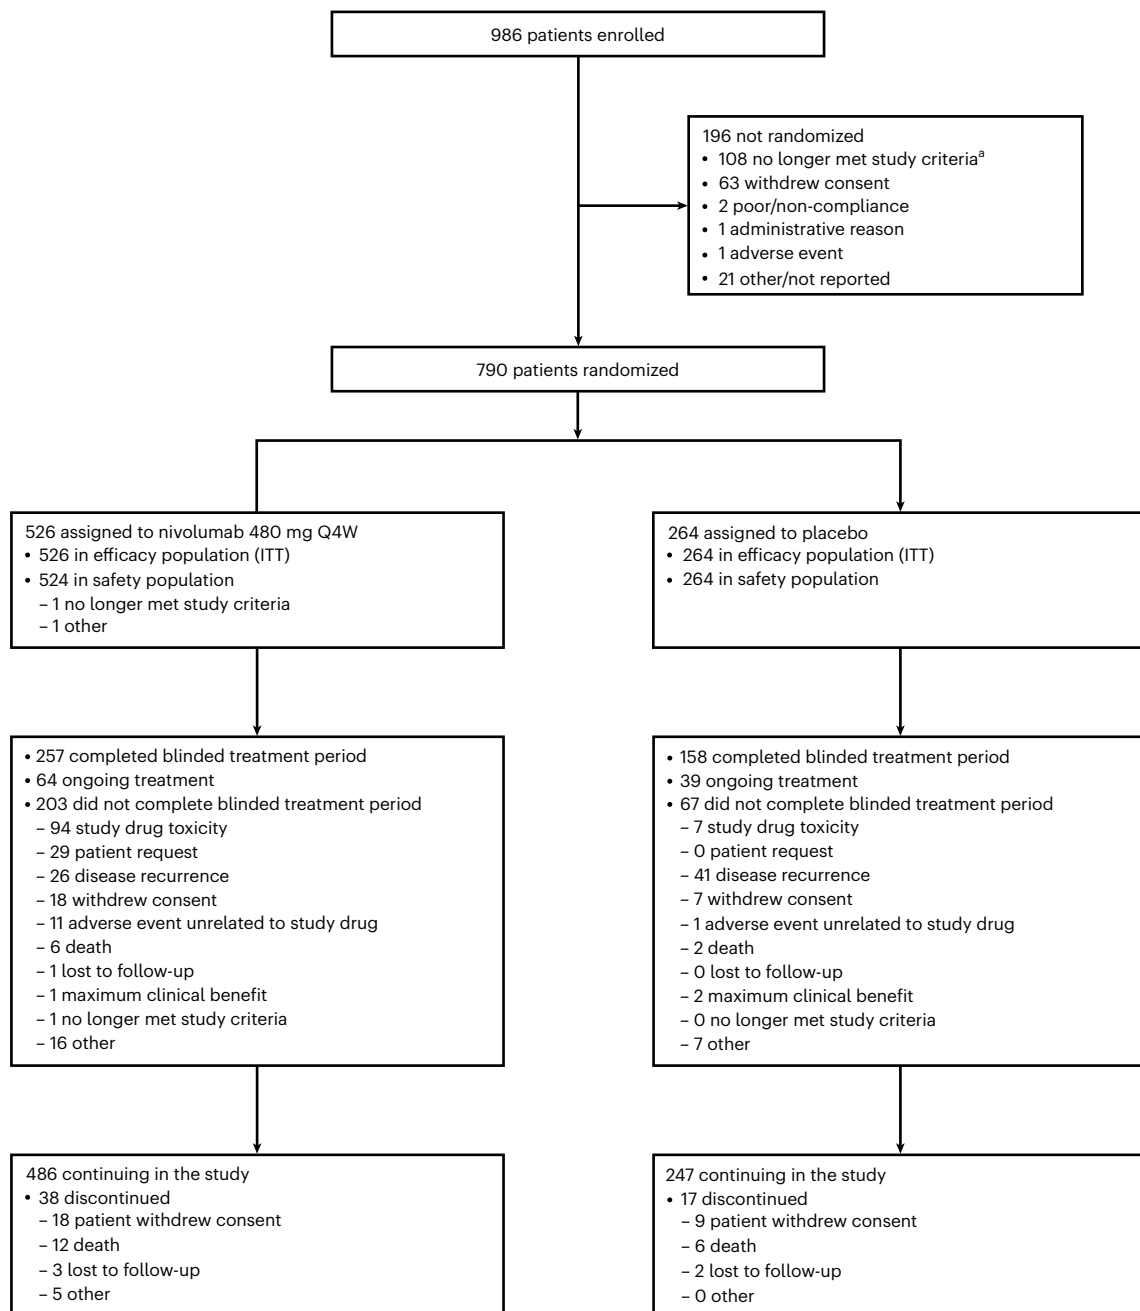 986 patients enrolled
196 not randomized
• 108 no longer met study criteriaᵃ
• 63 withdrew consent
• 2 poor/non-compliance
• 1 administrative reason
• 1 adverse event
• 21 other/not reported
790 patients randomized
526 assigned to nivolumab 480 mg Q4W
• 526 in efficacy population (ITT)
• 524 in safety population
– 1 no longer met study criteria
– 1 other
264 assigned to placebo
• 264 in efficacy population (ITT)
• 264 in safety population
• 257 completed blinded treatment period
• 64 ongoing treatment
• 203 did not complete blinded treatment period
– 94 study drug toxicity
– 29 patient request
– 26 disease recurrence
– 18 withdrew consent
– 11 adverse event unrelated to study drug
– 6 death
– 1 lost to follow-up
– 1 maximum clinical benefit
– 1 no longer met study criteria
– 16 other
• 158 completed blinded treatment period
• 39 ongoing treatment
• 67 did not complete blinded treatment period
– 7 study drug toxicity
– 0 patient request
– 41 disease recurrence
– 7 withdrew consent
– 1 adverse event unrelated to study drug
– 2 death
– 0 lost to follow-up
– 2 maximum clinical benefit
– 0 no longer met study criteria
– 7 other
486 continuing in the study
• 38 discontinued
– 18 patient withdrew consent
– 12 death
– 3 lost to follow-up
– 5 other
247 continuing in the study
• 17 discontinued
– 9 patient withdrew consent
– 6 death
– 2 lost to follow-up
– 0 other